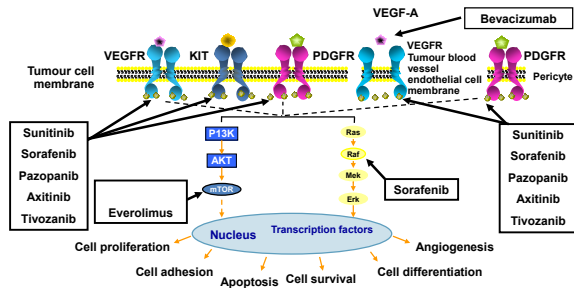 VEGF-A
Bevacizumab
VEGFR
KIT
PDGFR
VEGFR
Tumour blood
vessel
endothelial cell
membrane
PDGFR
Pericyte
Tumour cell
membrane
Sunitinib
Sorafenib
Pazopanib
Axitinib
Tivozanib
P13K
AKT
mTOR
Everolimus
Ras
Raf
Mek
Erk
Sorafenib
Sunitinib
Sorafenib
Pazopanib
Axitinib
Tivozanib
Nucleus
Transcription factors
Cell proliferation
Cell adhesion
Apoptosis
Cell survival
Cell differentiation
Angiogenesis